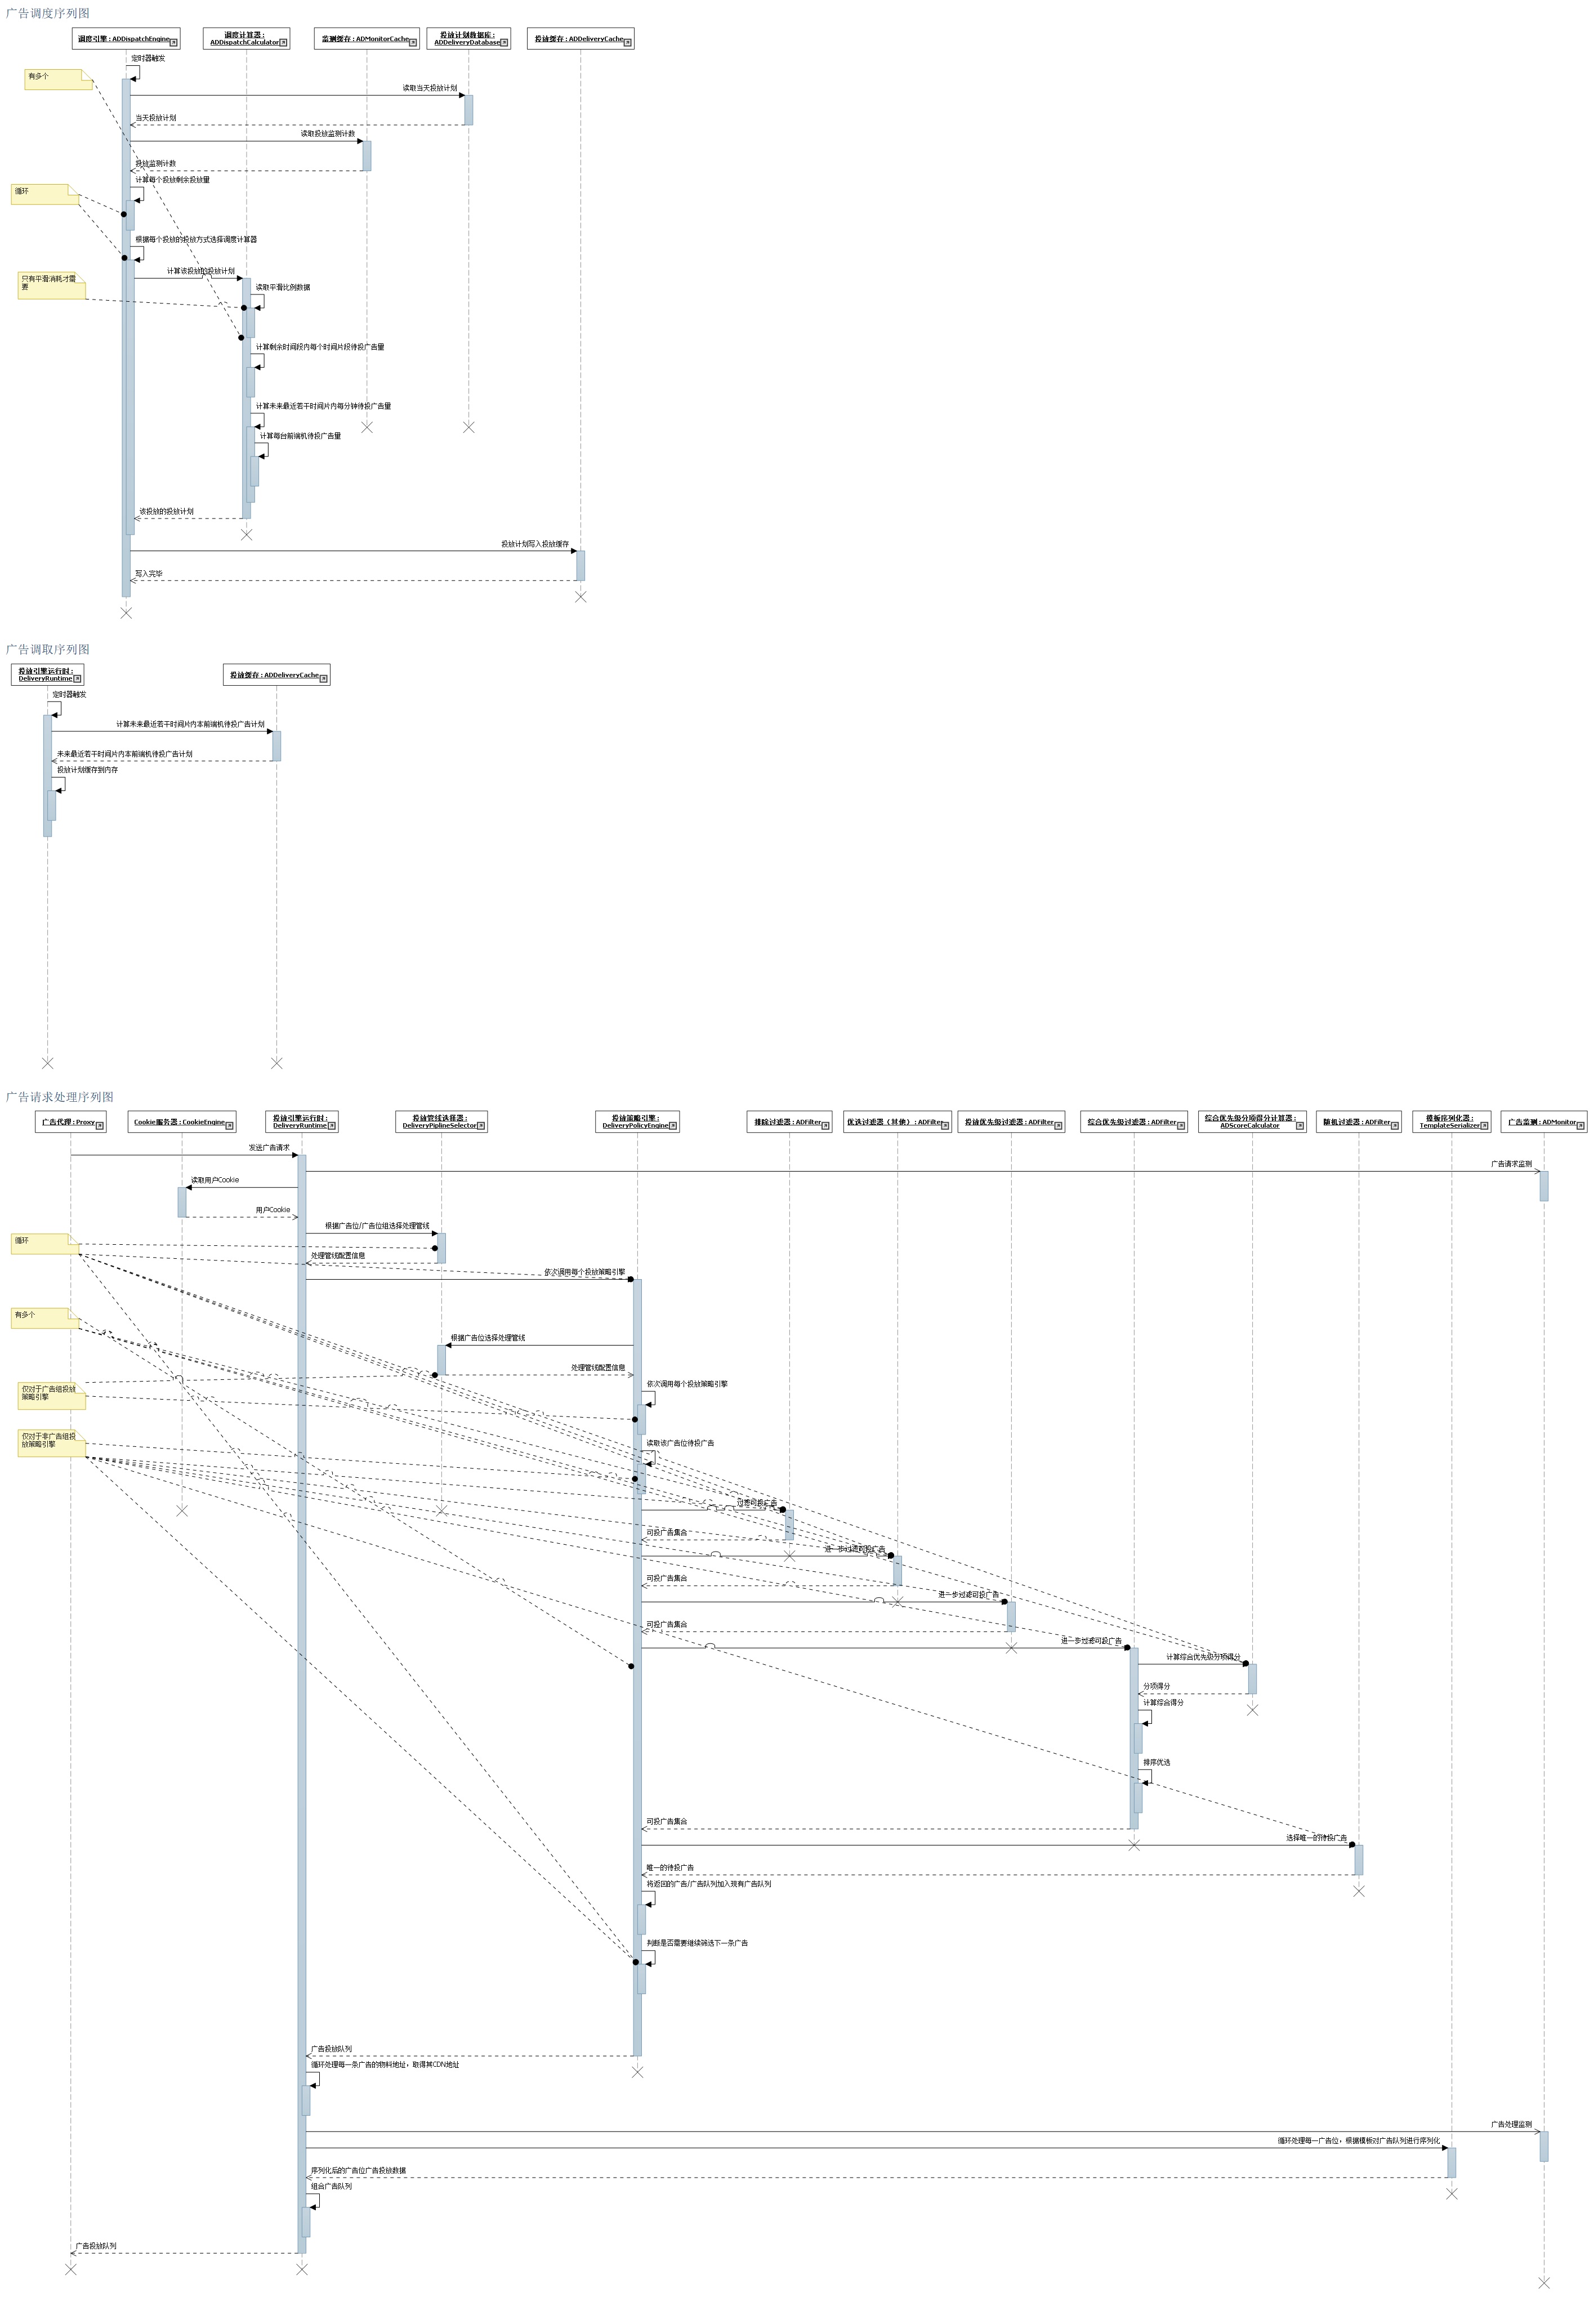 广告调度序列图
调度引擎 : ADDispatchEngine
调度计算器 :
ADDispatchCalculator
监测缓存 : ADMonitorCache
投放计划数据库 :
ADDeliveryDatabase
投放缓存 : ADDeliveryCache
定时器触发
有多个
读取当天投放计划
当天投放计划
读取投放监测计数
投放监测计数
计算每个投放剩余投放量
循环
根据每个投放的投放方式选择调度计算器
计算该投放的投放计划
只有平滑消耗才需
要
读取平滑比例数据
计算剩余时间段内每个时间片段待投广告量
计算未来最近若干时间片内每分钟待投广告量
计算每台前端机待投广告量
该投放的投放计划
投放计划写入投放缓存
写入完毕
广告调取序列图
投放引擎运行时 :
DeliveryRuntime
投放缓存 : ADDeliveryCache
定时器触发
计算未来最近若干时间片内本前端机待投广告计划
未来最近若干时间片内本前端机待投广告计划
投放计划缓存到内存
广告请求处理序列图
广告代理 : Proxy
Cookie服务器 : CookieEngine
投放引擎运行时 :
DeliveryRuntime
投放管线选择器 :
DeliveryPiplineSelector
投放策略引擎 :
DeliveryPolicyEngine
排除过滤器 : ADFilter
优选过滤器（其他） : ADFilter
投放优先级过滤器 : ADFilter
综合优先级过滤器 : ADFilter
综合优先级分项得分计算器 :
ADScoreCalculator
随机过滤器 : ADFilter
模板序列化器 :
TemplateSerializer
广告监测 : ADMonitor
发送广告请求
广告请求监测
读取用户Cookie
用户Cookie
根据广告位/广告位组选择处理管线
循环
处理管线配置信息
依次调用每个投放策略引擎
有多个
根据广告位选择处理管线
处理管线配置信息
仅对于广告组投放
策略引擎
依次调用每个投放策略引擎
仅对于非广告组投
放策略引擎
读取该广告位待投广告
过滤可投广告
可投广告集合
进一步过滤可投广告
可投广告集合
进一步过滤可投广告
可投广告集合
进一步过滤可投广告
计算综合优先级分项得分
分项得分
计算综合得分
排序优选
可投广告集合
选择唯一的待投广告
唯一的待投广告
将返回的广告/广告队列加入现有广告队列
判断是否需要继续筛选下一条广告
广告投放队列
循环处理每一条广告的物料地址，取得其CDN地址
广告处理监测
循环处理每一广告位，根据模板对广告队列进行序列化
序列化后的广告位广告投放数据
组合广告队列
广告投放队列